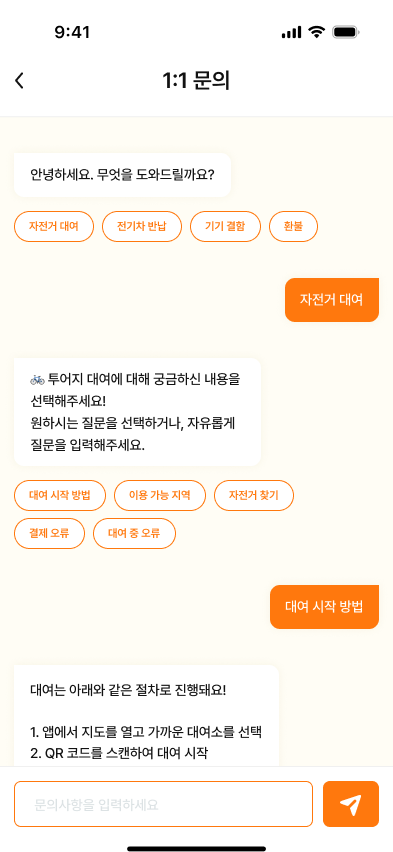 9:41
1:1 문의
안녕하세요. 무엇을 도와드릴까요?
자전거 대여 전기차 반납 기기 결함 환불
자전거 대여
🚲 투어지 대여에 대해 궁금하신 내용을
선택해주세요!
원하시는 질문을 선택하거나, 자유롭게
질문을 입력해주세요.
대여 시작 방법 이용 가능 지역 자전거 찾기
결제 오류 대여 중 오류
대여 시작 방법
대여는 아래와 같은 절차로 진행돼요!
1. 앱에서 지도를 열고 가까운 대여소를 선택
2. QR 코드를 스캔하여 대여 시작
문의사항을 입력하세요